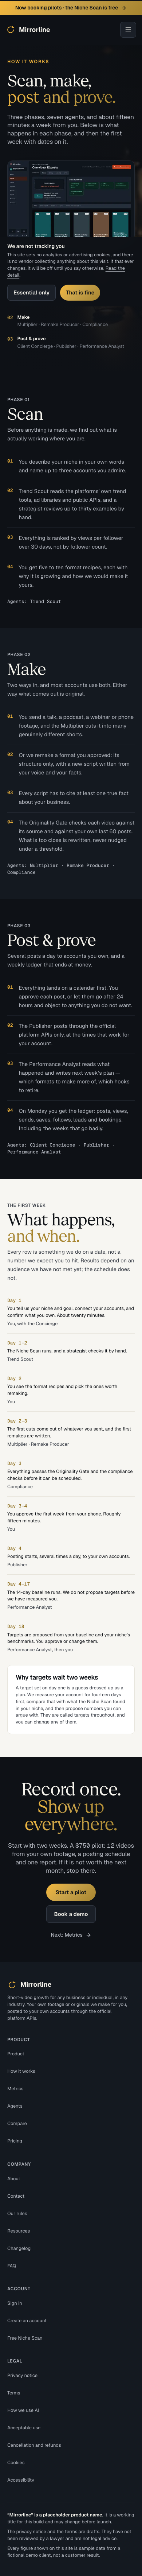 Now booking pilots · the Niche Scan is free →
Mirrorline
HOW IT WORKS
Scan, make,
post and prove.
Three phases, seven agents, and about fifteen
minutes a week from you. Below is what
happens in each phase, and then the first
week with dates on it.
We are not tracking you
This site sets no analytics or advertising cookies, and there is
no vendor collecting anything about this visit. If that ever
changes, it will be off until you say otherwise. Read the
detail.
Essential only
That is fine
02 Make
Multiplier · Remake Producer · Compliance
03 Post & prove
Client Concierge · Publisher · Performance Analyst
PHASE 01
Scan
Before anything is made, we find out what is
actually working where you are.
01 You describe your niche in your own words
and name up to three accounts you admire.
02 Trend Scout reads the platforms' own trend
tools, ad libraries and public APIs, and a
strategist reviews up to thirty examples by
hand.
03 Everything is ranked by views per follower
over 30 days, not by follower count.
04 You get five to ten format recipes, each with
why it is growing and how we would make it
yours.
Agents: Trend Scout
PHASE 02
Make
Two ways in, and most accounts use both. Either
way what comes out is original.
01 You send a talk, a podcast, a webinar or phone
footage, and the Multiplier cuts it into many
genuinely different shorts.
02 Or we remake a format you approved: its
structure only, with a new script written from
your voice and your facts.
03 Every script has to cite at least one true fact
about your business.
04 The Originality Gate checks each video against
its source and against your own last 60 posts.
What is too close is rewritten, never nudged
under a threshold.
Agents: Multiplier · Remake Producer ·
Compliance
PHASE 03
Post & prove
Several posts a day to accounts you own, and a
weekly ledger that ends at money.
01 Everything lands on a calendar first. You
approve each post, or let them go after 24
hours and object to anything you do not want.
02 The Publisher posts through the official
platform APIs only, at the times that work for
your account.
03 The Performance Analyst reads what
happened and writes next week's plan —
which formats to make more of, which hooks
to retire.
04 On Monday you get the ledger: posts, views,
sends, saves, follows, leads and bookings.
Including the weeks that go badly.
Agents: Client Concierge · Publisher ·
Performance Analyst
THE FIRST WEEK
What happens,
and when.
Every row is something we do on a date, not a
number we expect you to hit. Results depend on an
audience we have not met yet; the schedule does
not.
Day 1
You tell us your niche and goal, connect your accounts, and
confirm what you own. About twenty minutes.
You, with the Concierge
Day 1–2
The Niche Scan runs, and a strategist checks it by hand.
Trend Scout
Day 2
You see the format recipes and pick the ones worth
remaking.
You
Day 2–3
The first cuts come out of whatever you sent, and the first
remakes are written.
Multiplier · Remake Producer
Day 3
Everything passes the Originality Gate and the compliance
checks before it can be scheduled.
Compliance
Day 3–4
You approve the first week from your phone. Roughly
fifteen minutes.
You
Day 4
Posting starts, several times a day, to your own accounts.
Publisher
Day 4–17
The 14-day baseline runs. We do not propose targets before
we have measured you.
Performance Analyst
Day 18
Targets are proposed from your baseline and your niche's
benchmarks. You approve or change them.
Performance Analyst, then you
Why targets wait two weeks
A target set on day one is a guess dressed up as a
plan. We measure your account for fourteen days
first, compare that with what the Niche Scan found
in your niche, and then propose numbers you can
argue with. They are called targets throughout, and
you can change any of them.
Record once.
Show up
everywhere.
Start with two weeks. A $750 pilot: 12 videos
from your own footage, a posting schedule
and one report. If it is not worth the next
month, stop there.
Start a pilot
Book a demo
Next: Metrics →
Mirrorline
Short-video growth for any business or individual, in any
industry. Your own footage or originals we make for you,
posted to your own accounts through the official
platform APIs.
PRODUCT
Product
How it works
Metrics
Agents
Compare
Pricing
COMPANY
About
Contact
Our rules
Resources
Changelog
FAQ
ACCOUNT
Sign in
Create an account
Free Niche Scan
LEGAL
Privacy notice
Terms
How we use AI
Acceptable use
Cancellation and refunds
Cookies
Accessibility
“Mirrorline” is a placeholder product name. It is a working
title for this build and may change before launch.
The privacy notice and the terms are drafts. They have not
been reviewed by a lawyer and are not legal advice.
Every figure shown on this site is sample data from a
fictional demo client, not a customer result.